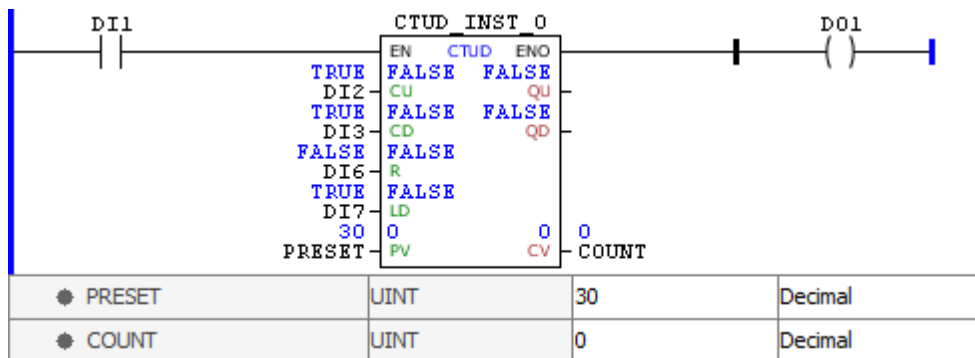 DI1 CTUD_INST_0 DO1
EN CTUD ENO
TRUE FALSE FALSE
DI2 CU QU
TRUE FALSE FALSE
DI3 CD QD
FALSE FALSE
DI6 R
TRUE FALSE
DI7 LD
30 0 0 0
PRESET PV CV COUNT
PRESET UINT 30 Decimal
COUNT UINT 0 Decimal